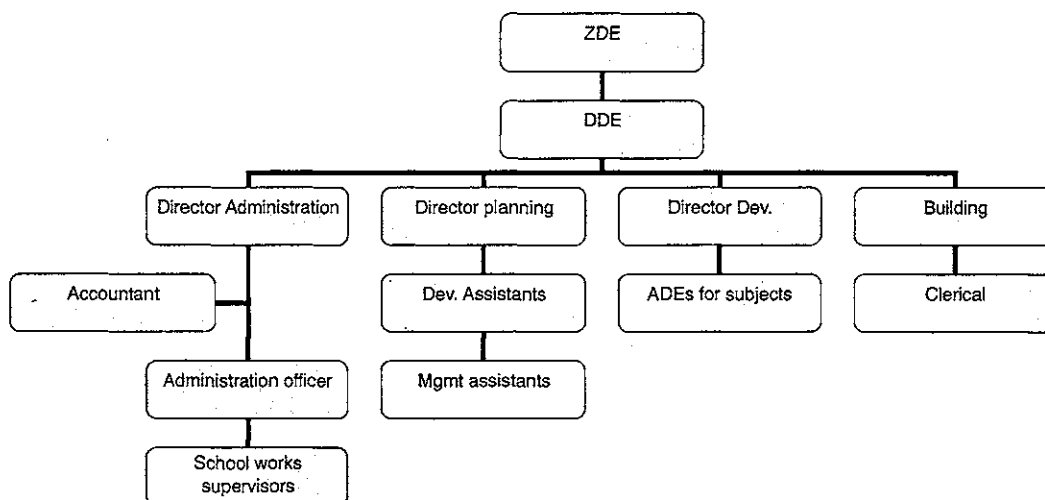 ZDE
DDE
Director Administration
Director planning
Director Dev.
Building
Accountant
Dev. Assistants
ADEs for subjects
Clerical
Administration officer
Mgmt assistants
School works
supervisors